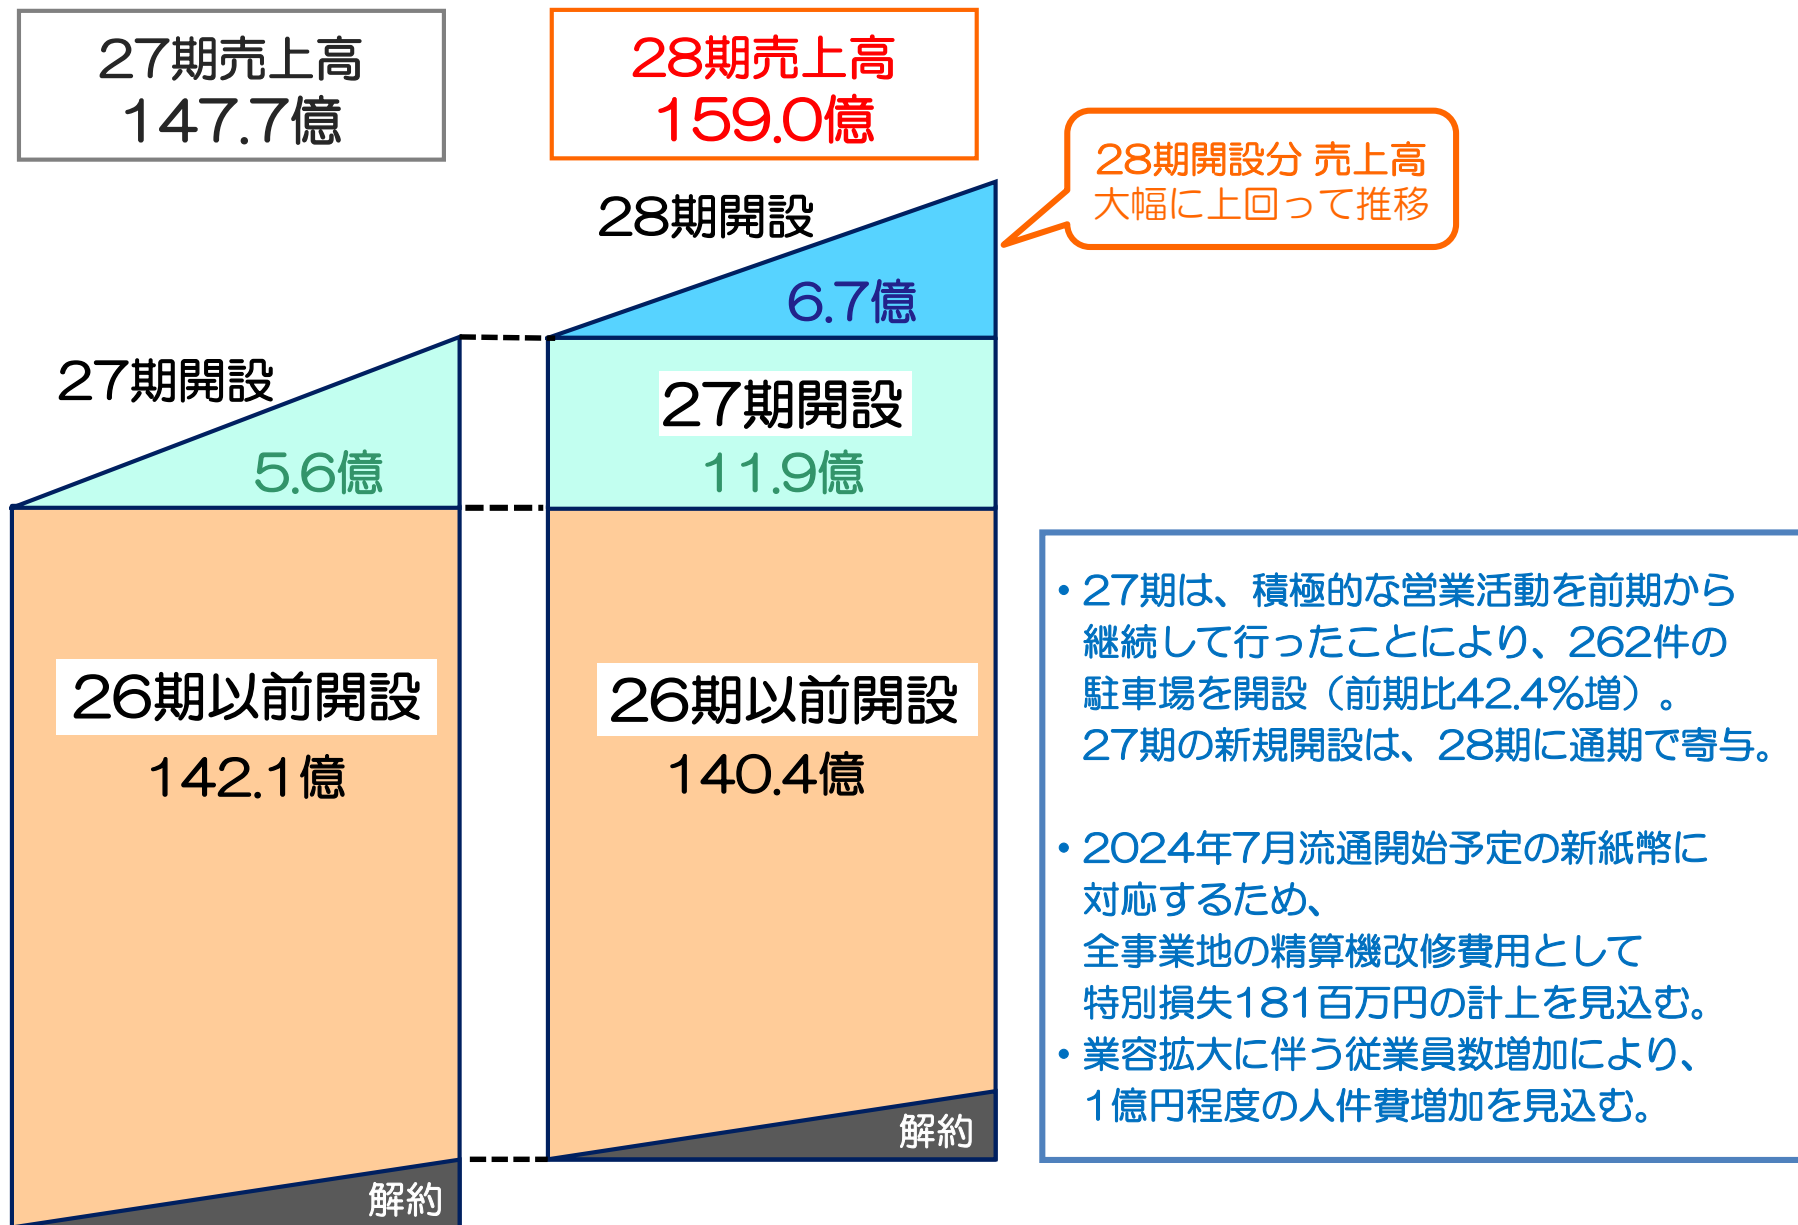 27期売上高
147.7億
28期売上高
159.0億
28期開設分 売上高
大幅に上回って推移
28期開設
6.7億
27期開設
5.6億
27期開設
11.9億
26期以前開設
142.1億
26期以前開設
140.4億
解約
解約
・27期は、積極的な営業活動を前期から
継続して行ったことにより、262件の
駐車場を開設（前期比42.4%増）。
27期の新規開設は、28期に通期で寄与。
・2024年7月流通開始予定の新紙幣に
対応するため、
全事業地の精算機改修費用として
特別損失181百万円の計上を見込む。
・業容拡大に伴う従業員数増加により、
1億円程度の人件費増加を見込む。